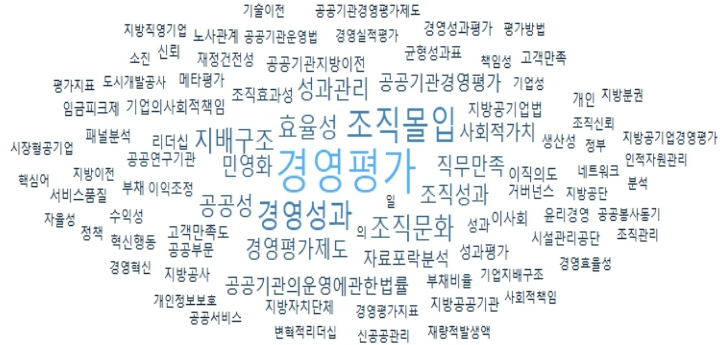 기술이전 공공기관경영평가제도
지방직영기업 노사관계 공공기관운영법 경영성과평가 평가방법
소진 신뢰 재정건전성 경영실적평가 균형성과표 책임성 고객만족
공공기관지방이전
평가지표 도시개발공사 메타평가 조직효과성 성과관리 공공기관경영평가 기업성
임금피크제 기업의사회적책임 효율성 조직몰입 지방공기업법 개인 지방분권
시장형공기업 패널분석 리더십 지배구조 사회적가치 생산성 조직신뢰 정부 지방공기업경영평가
핵심어 지방이전 공공연구기관 민영화 경영평가 직무만족 이직의도 네트워크 인적자원관리
서비스품질 부채 이익조정 공공성 일 조직성과 거버넌스 지방공단 분석
자율성 정책 수익성 고객만족도 경영성과 의 조직문화 성과 이사회 윤리경영 공공봉사동기
혁신행동 공공부문 경영평가제도 자료포락분석 성과평가 시설관리공단 조직관리
경영혁신 지방공사 공공기관의운영에관한법률 부채비율 기업지배구조 경영효율성
개인정보보호 지방자치단체 경영평가지표 지방공공기관 사회적책임
공공서비스 변혁적리더십 신공공관리 재량적발생액